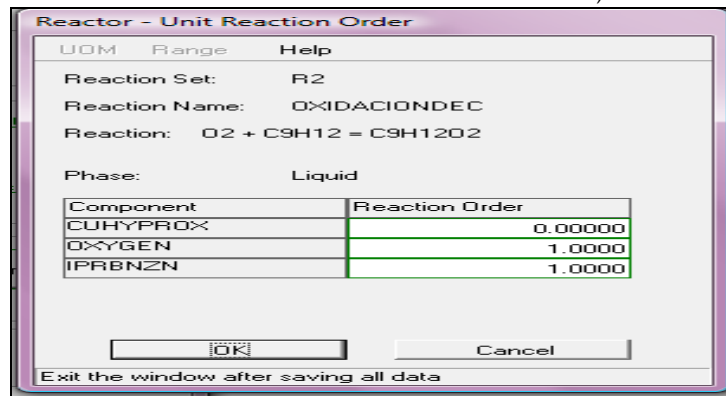 Reactor - Unit Reaction Order
UOM Range Help
Reaction Set: R2
Reaction Name: OXIDACIONDEC
Reaction: O2 + C9H12 = C9H12O2
Phase: Liquid
Component Reaction Order
CUHYPROX 0.00000
OXYGEN 1.0000
IPRBNZN 1.0000
OK Cancel
Exit the window after saving all data